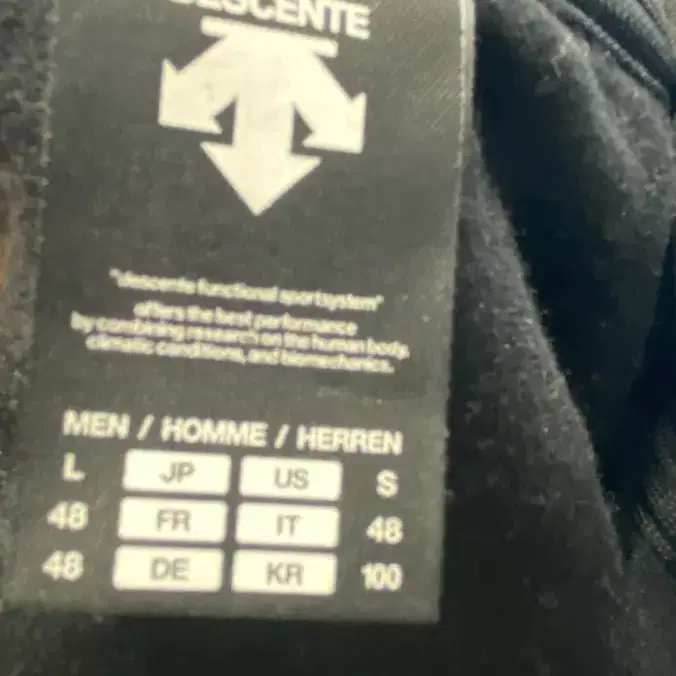 DESCENTE
"descente functional sportsystem"
offers the best performance
by combining research on the human body,
climatic conditions, and biomechanics.
MEN / HOMME / HERREN
L JP US S
48 FR IT 48
48 DE KR 100